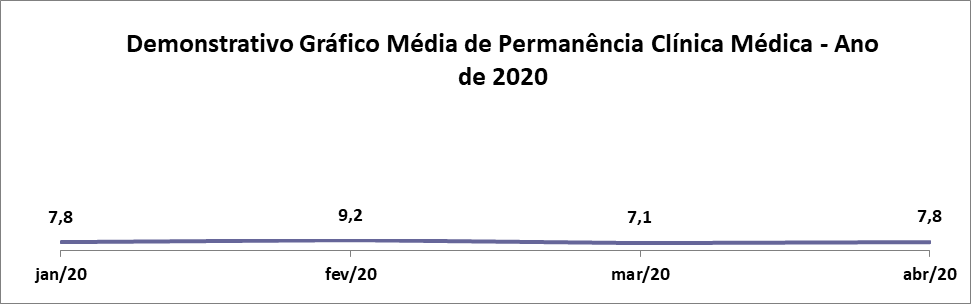 Demonstrativo Gráfico Média de Permanência Clínica Médica - Ano
de 2020
7,8 9,2 7,1 7,8
jan/20 fev/20 mar/20 abr/20